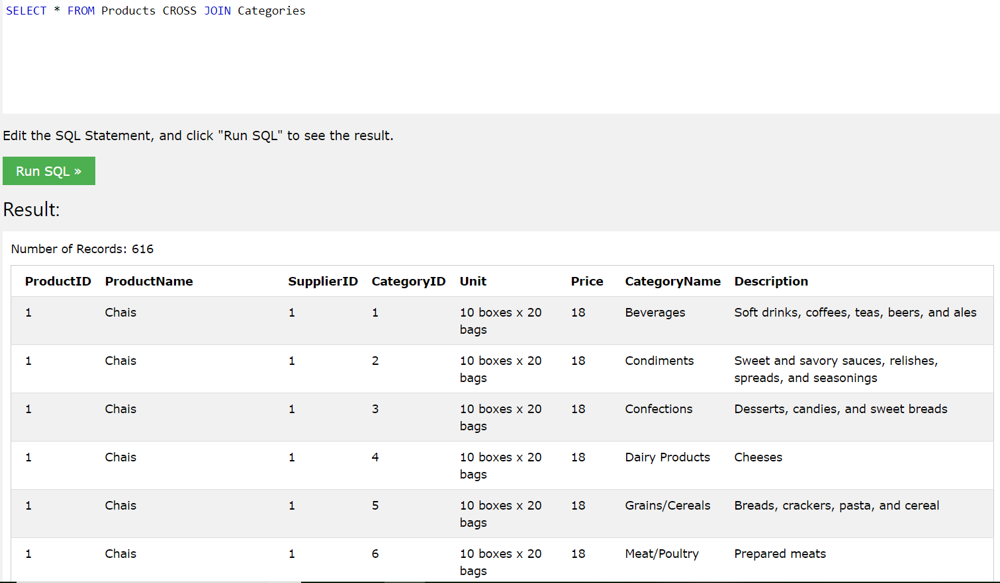 SELECT * FROM Products CROSS JOIN Categories
Edit the SQL Statement, and click "Run SQL" to see the result.
Run SQL »
Result:
Number of Records: 616
ProductID ProductName SupplierID CategoryID Unit Price CategoryName Description
1 Chais 1 1 10 boxes x 20 18 Beverages Soft drinks, coffees, teas, beers, and ales
bags
1 Chais 1 2 10 boxes x 20 18 Condiments Sweet and savory sauces, relishes,
bags spreads, and seasonings
1 Chais 1 3 10 boxes x 20 18 Confections Desserts, candies, and sweet breads
bags
1 Chais 1 4 10 boxes x 20 18 Dairy Products Cheeses
bags
1 Chais 1 5 10 boxes x 20 18 Grains/Cereals Breads, crackers, pasta, and cereal
bags
1 Chais 1 6 10 boxes x 20 18 Meat/Poultry Prepared meats
bags